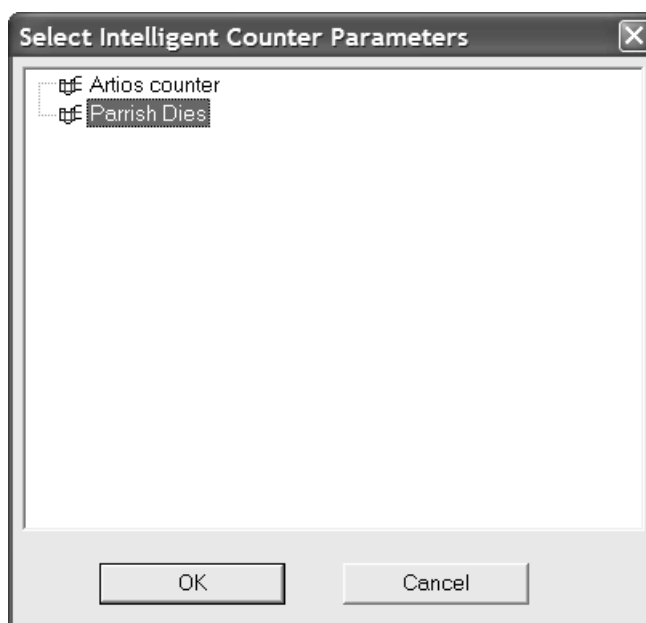 Select Intelligent Counter Parameters
Artios counter
Parrish Dies
OK
Cancel